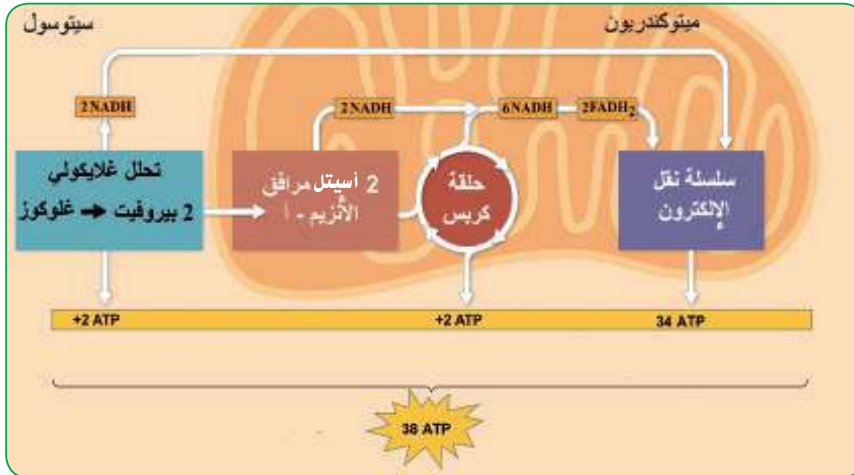 سيتوسول
ميتوكندريون
2NADH
2NADH
6NADH
2FADH2
تحلل غلايكولي
2 بيروفيت → غلوكوز
2 أسيتل مرافق
الأنزيم - أ
حلقة
كربس
سلسلة نقل
الإلكترون
+2 ATP
+2 ATP
34 ATP
38 ATP